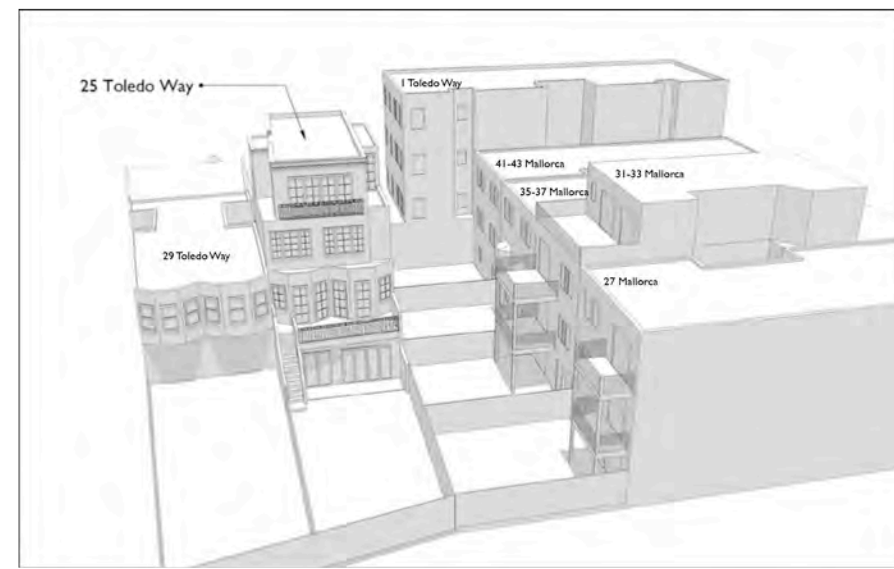 1 Toledo Way
25 Toledo Way
41-43 Mallorca
31-33 Mallorca
35-37 Mallorca
29 Toledo Way
27 Mallorca